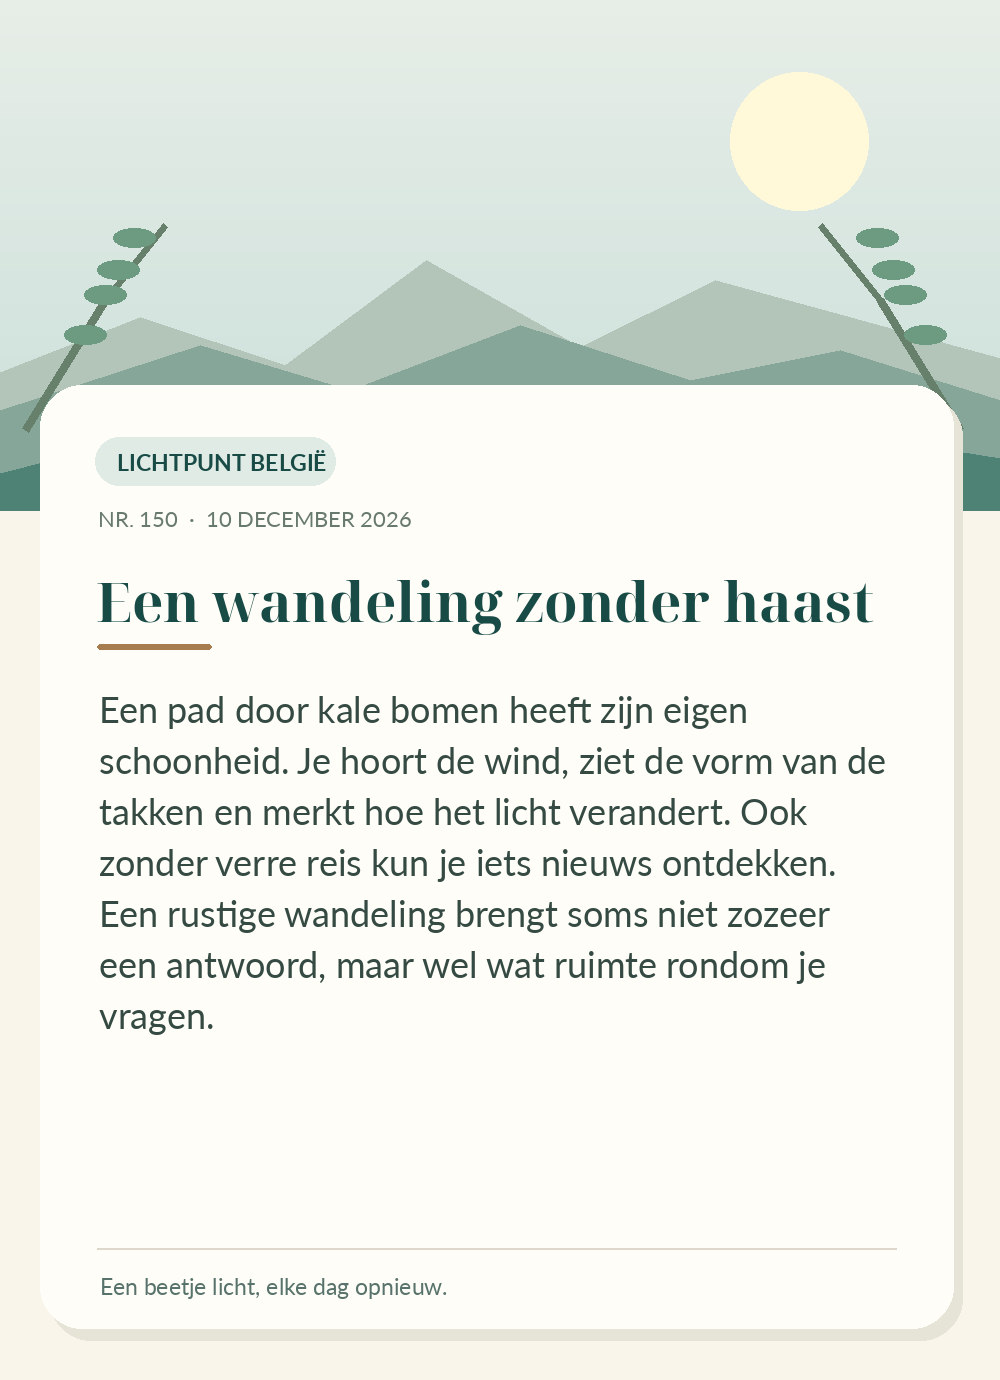 LICHTPUNT BELGIË
NR. 150 · 10 DECEMBER 2026
Een wandeling zonder haast
Een pad door kale bomen heeft zijn eigen
schoonheid. Je hoort de wind, ziet de vorm van de
takken en merkt hoe het licht verandert. Ook
zonder verre reis kun je iets nieuws ontdekken.
Een rustige wandeling brengt soms niet zozeer
een antwoord, maar wel wat ruimte rondom je
vragen.
Een beetje licht, elke dag opnieuw.